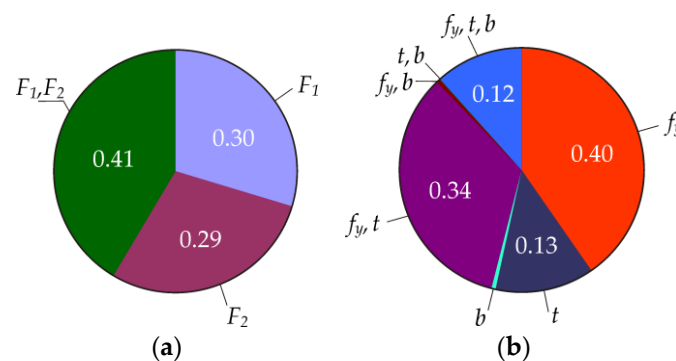 F1
0.30
F2
0.29
F1,F2
0.41
(a)
fy
0.40
t
0.13
b
fy, t
0.34
fy, b
t, b
fy, t, b
0.12
(b)